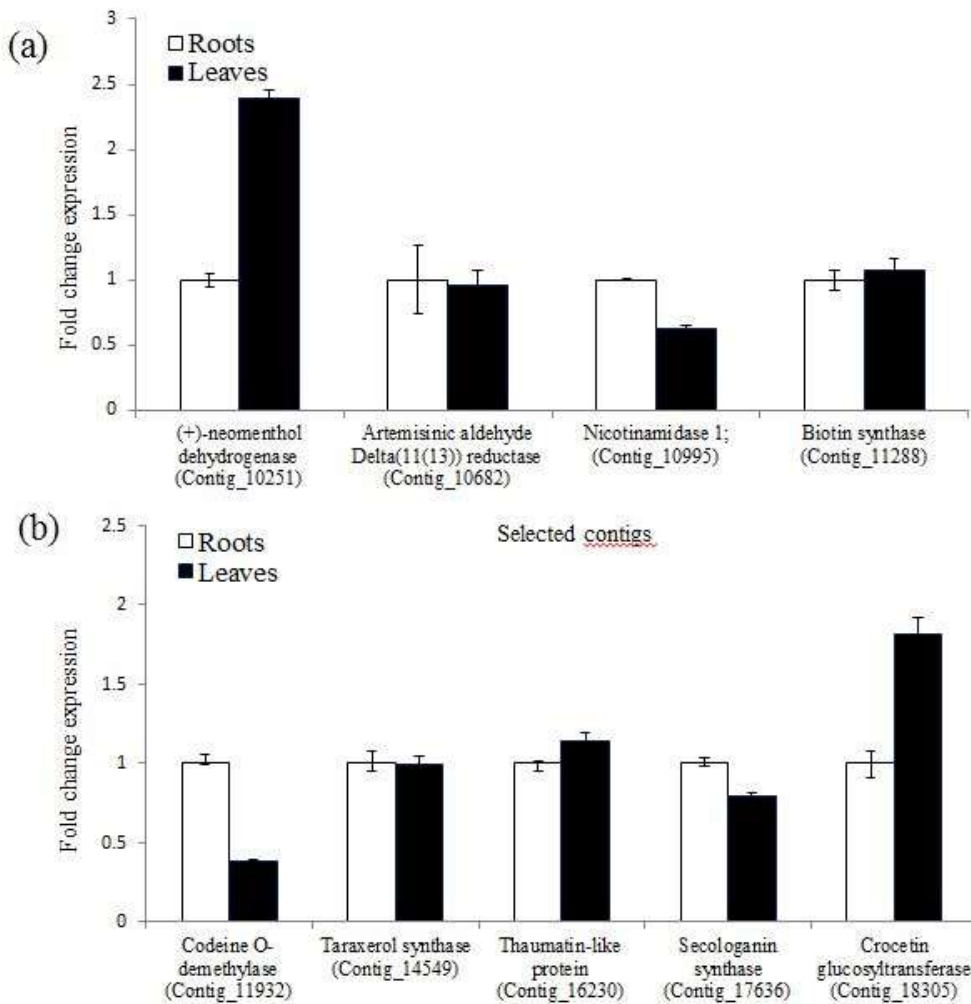 (a)
Roots
Leaves
Fold change expression
3
2.5
2
1.5
1
0.5
0
(+)-neomenthol
dehydrogenase
(Contig_10251)
Artemisinic aldehyde
Delta(11(13)) reductase
(Contig_10682)
Nicotinamidase 1;
(Contig_10995)
Biotin synthase
(Contig_11288)
(b)
Selected contigs
Roots
Leaves
Fold change expression
2.5
2
1.5
1
0.5
0
Codeine O-
demethylase
(Contig_11932)
Taraxerol synthase
(Contig_14549)
Thaumatin-like
protein
(Contig_16230)
Secologanin
synthase
(Contig_17636)
Crocetin
glucosyltransferase
(Contig_18305)